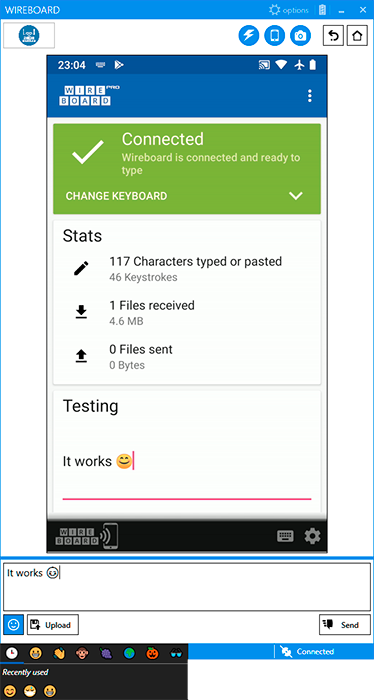 WIREBOARD
options
23:04
WIRE PRO
BOARD
Connected
Wireboard is connected and ready to
type
CHANGE KEYBOARD
Stats
117 Characters typed or pasted
46 Keystrokes
1 Files received
4.6 MB
0 Files sent
0 Bytes
Testing
It works 😊
WIRE
BOARD
It works 😊
Upload
Send
Connected
Recently used